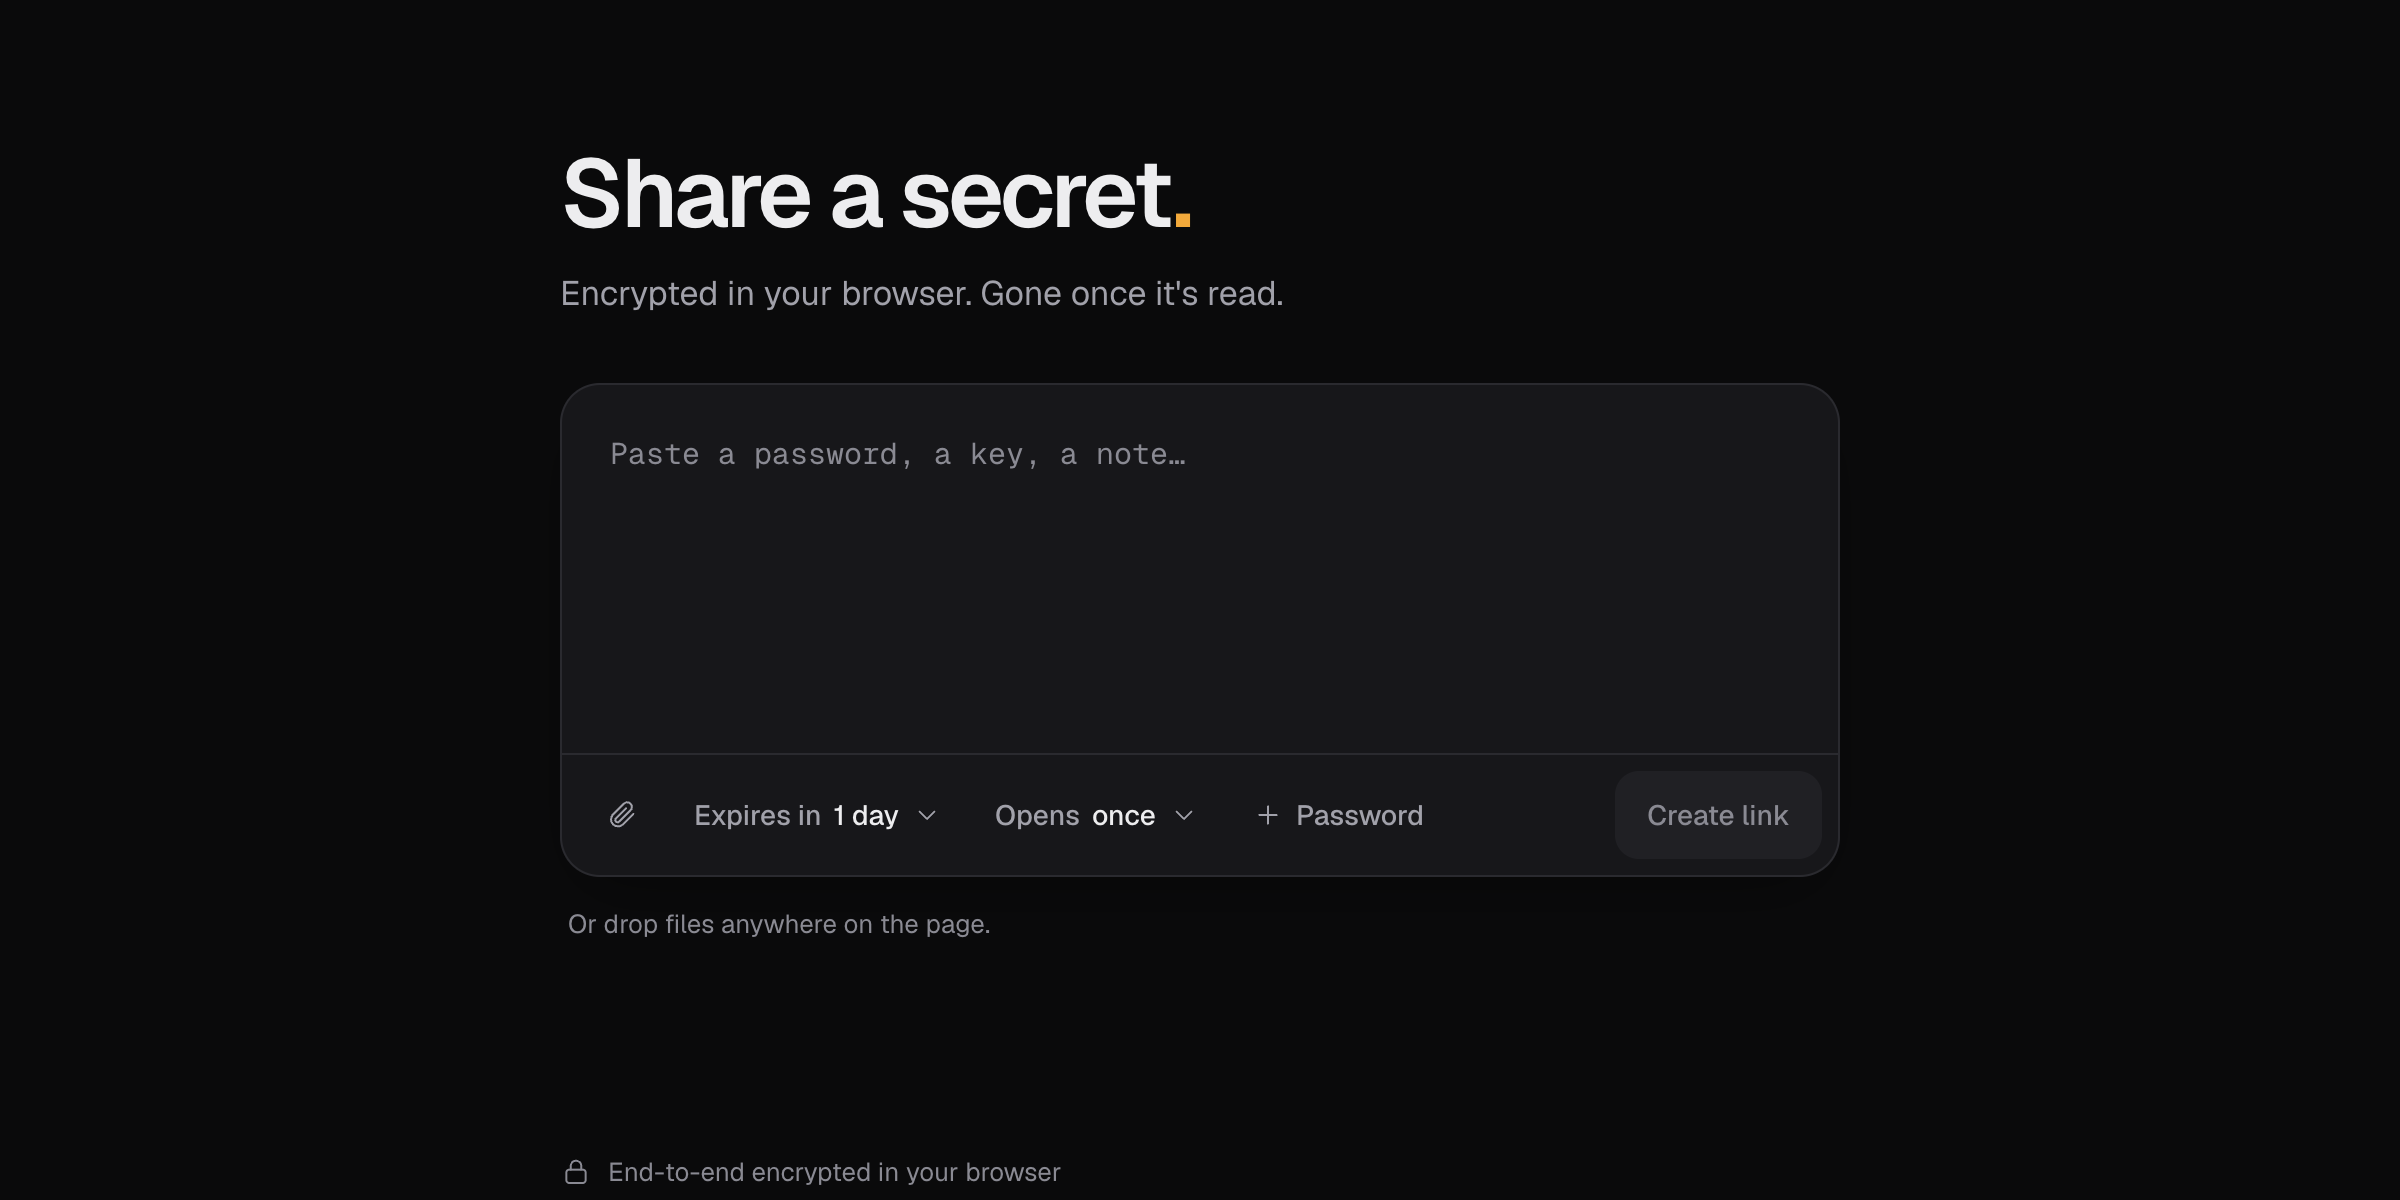 Share a secret.
Encrypted in your browser. Gone once it's read.
Paste a password, a key, a note…
Expires in 1 day Opens once + Password Create link
Or drop files anywhere on the page.
End-to-end encrypted in your browser